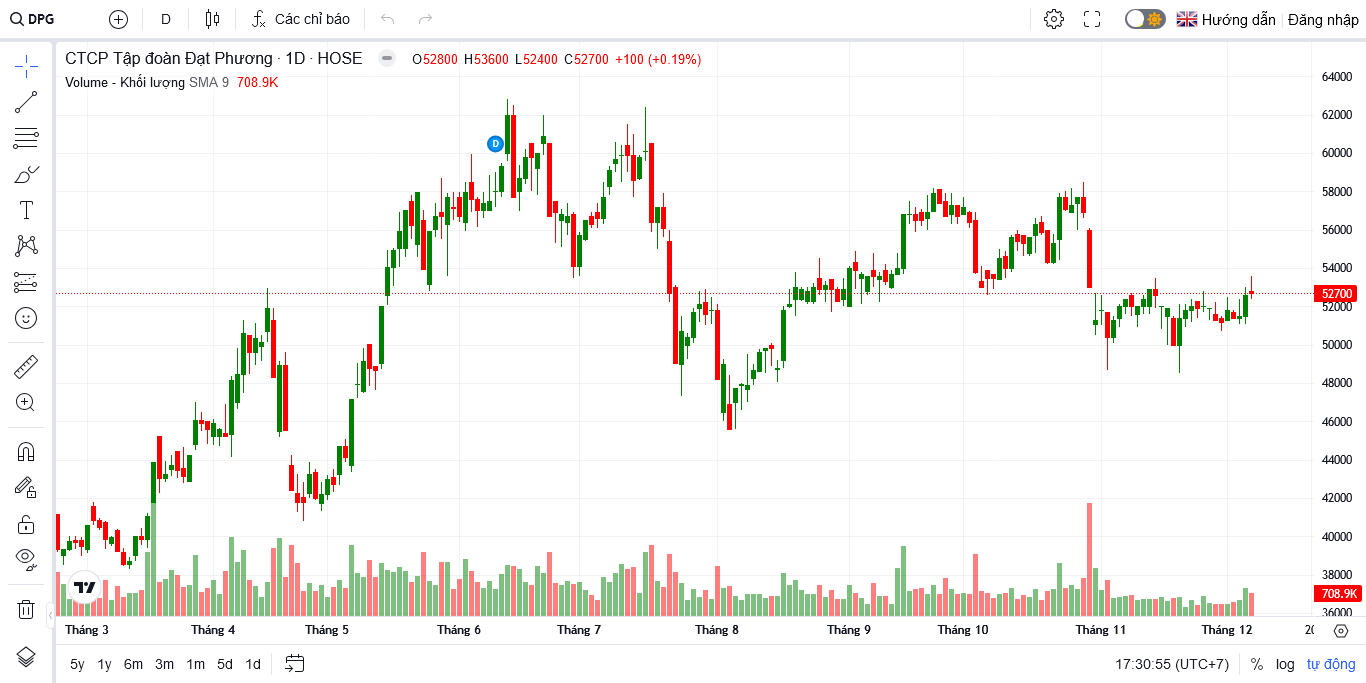 DPG D Các chỉ báo Hướng dẫn Đăng nhập
CTCP Tập đoàn Đạt Phương · 1D · HOSE O52800 H53600 L52400 C52700 +100 (+0.19%)
Volume - Khối lượng SMA 9 708.9K
64000
62000
D
60000
58000
56000
54000
52700
52000
50000
48000
46000
44000
42000
40000
38000
708.9K
36000
Tháng 3 Tháng 4 Tháng 5 Tháng 6 Tháng 7 Tháng 8 Tháng 9 Tháng 10 Tháng 11 Tháng 12
5y 1y 6m 3m 1m 5d 1d 17:30:55 (UTC+7) % log tự động